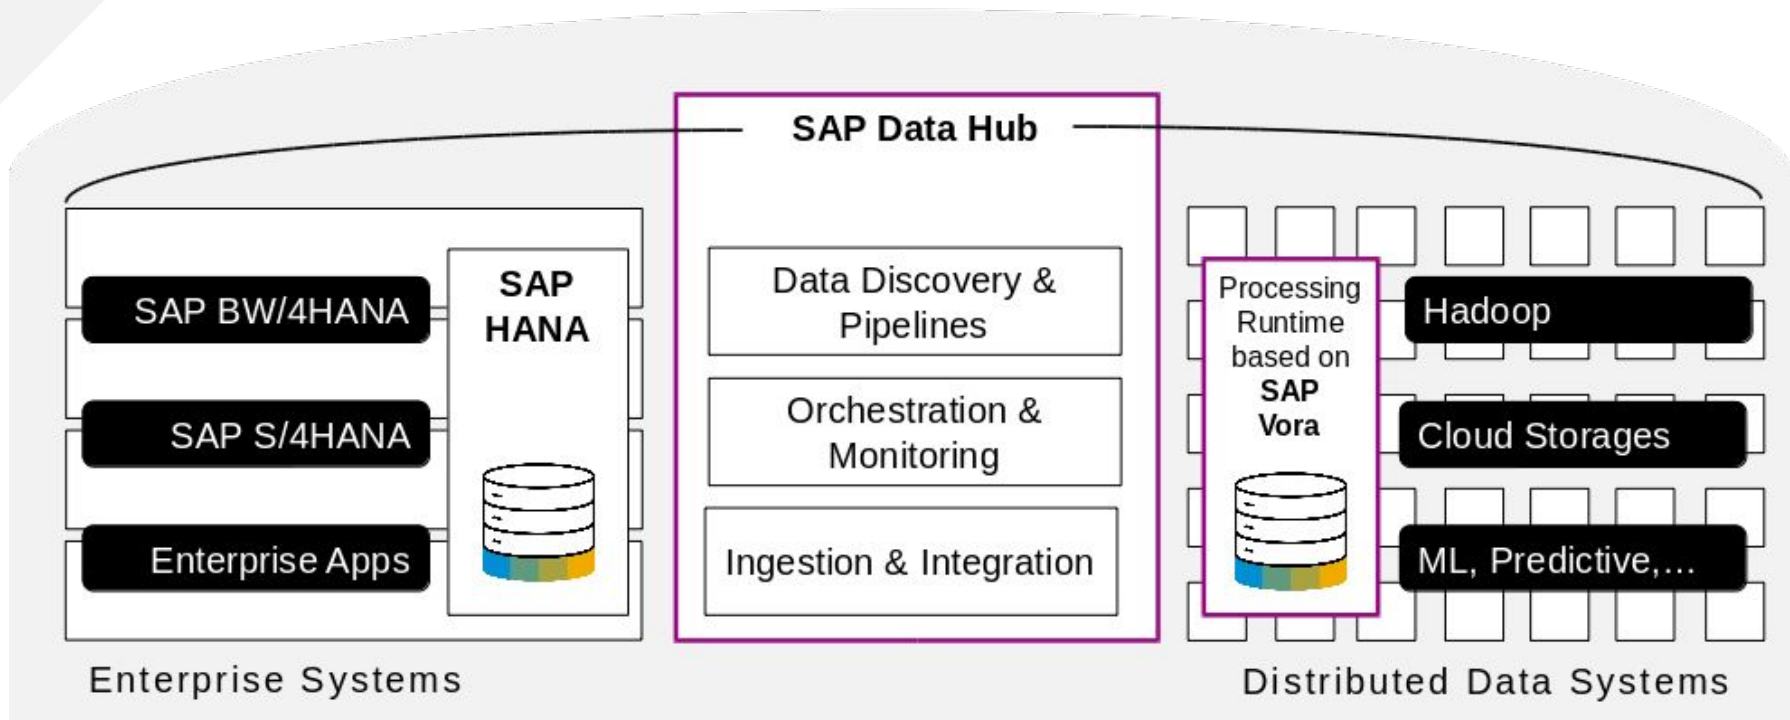 SAP Data Hub
SAP BW/4HANA
SAP S/4HANA
Enterprise Apps
SAP
HANA
Enterprise Systems
Data Discovery &
Pipelines
Orchestration &
Monitoring
Ingestion & Integration
Processing
Runtime
based on
SAP
Vora
Hadoop
Cloud Storages
ML, Predictive,...
Distributed Data Systems